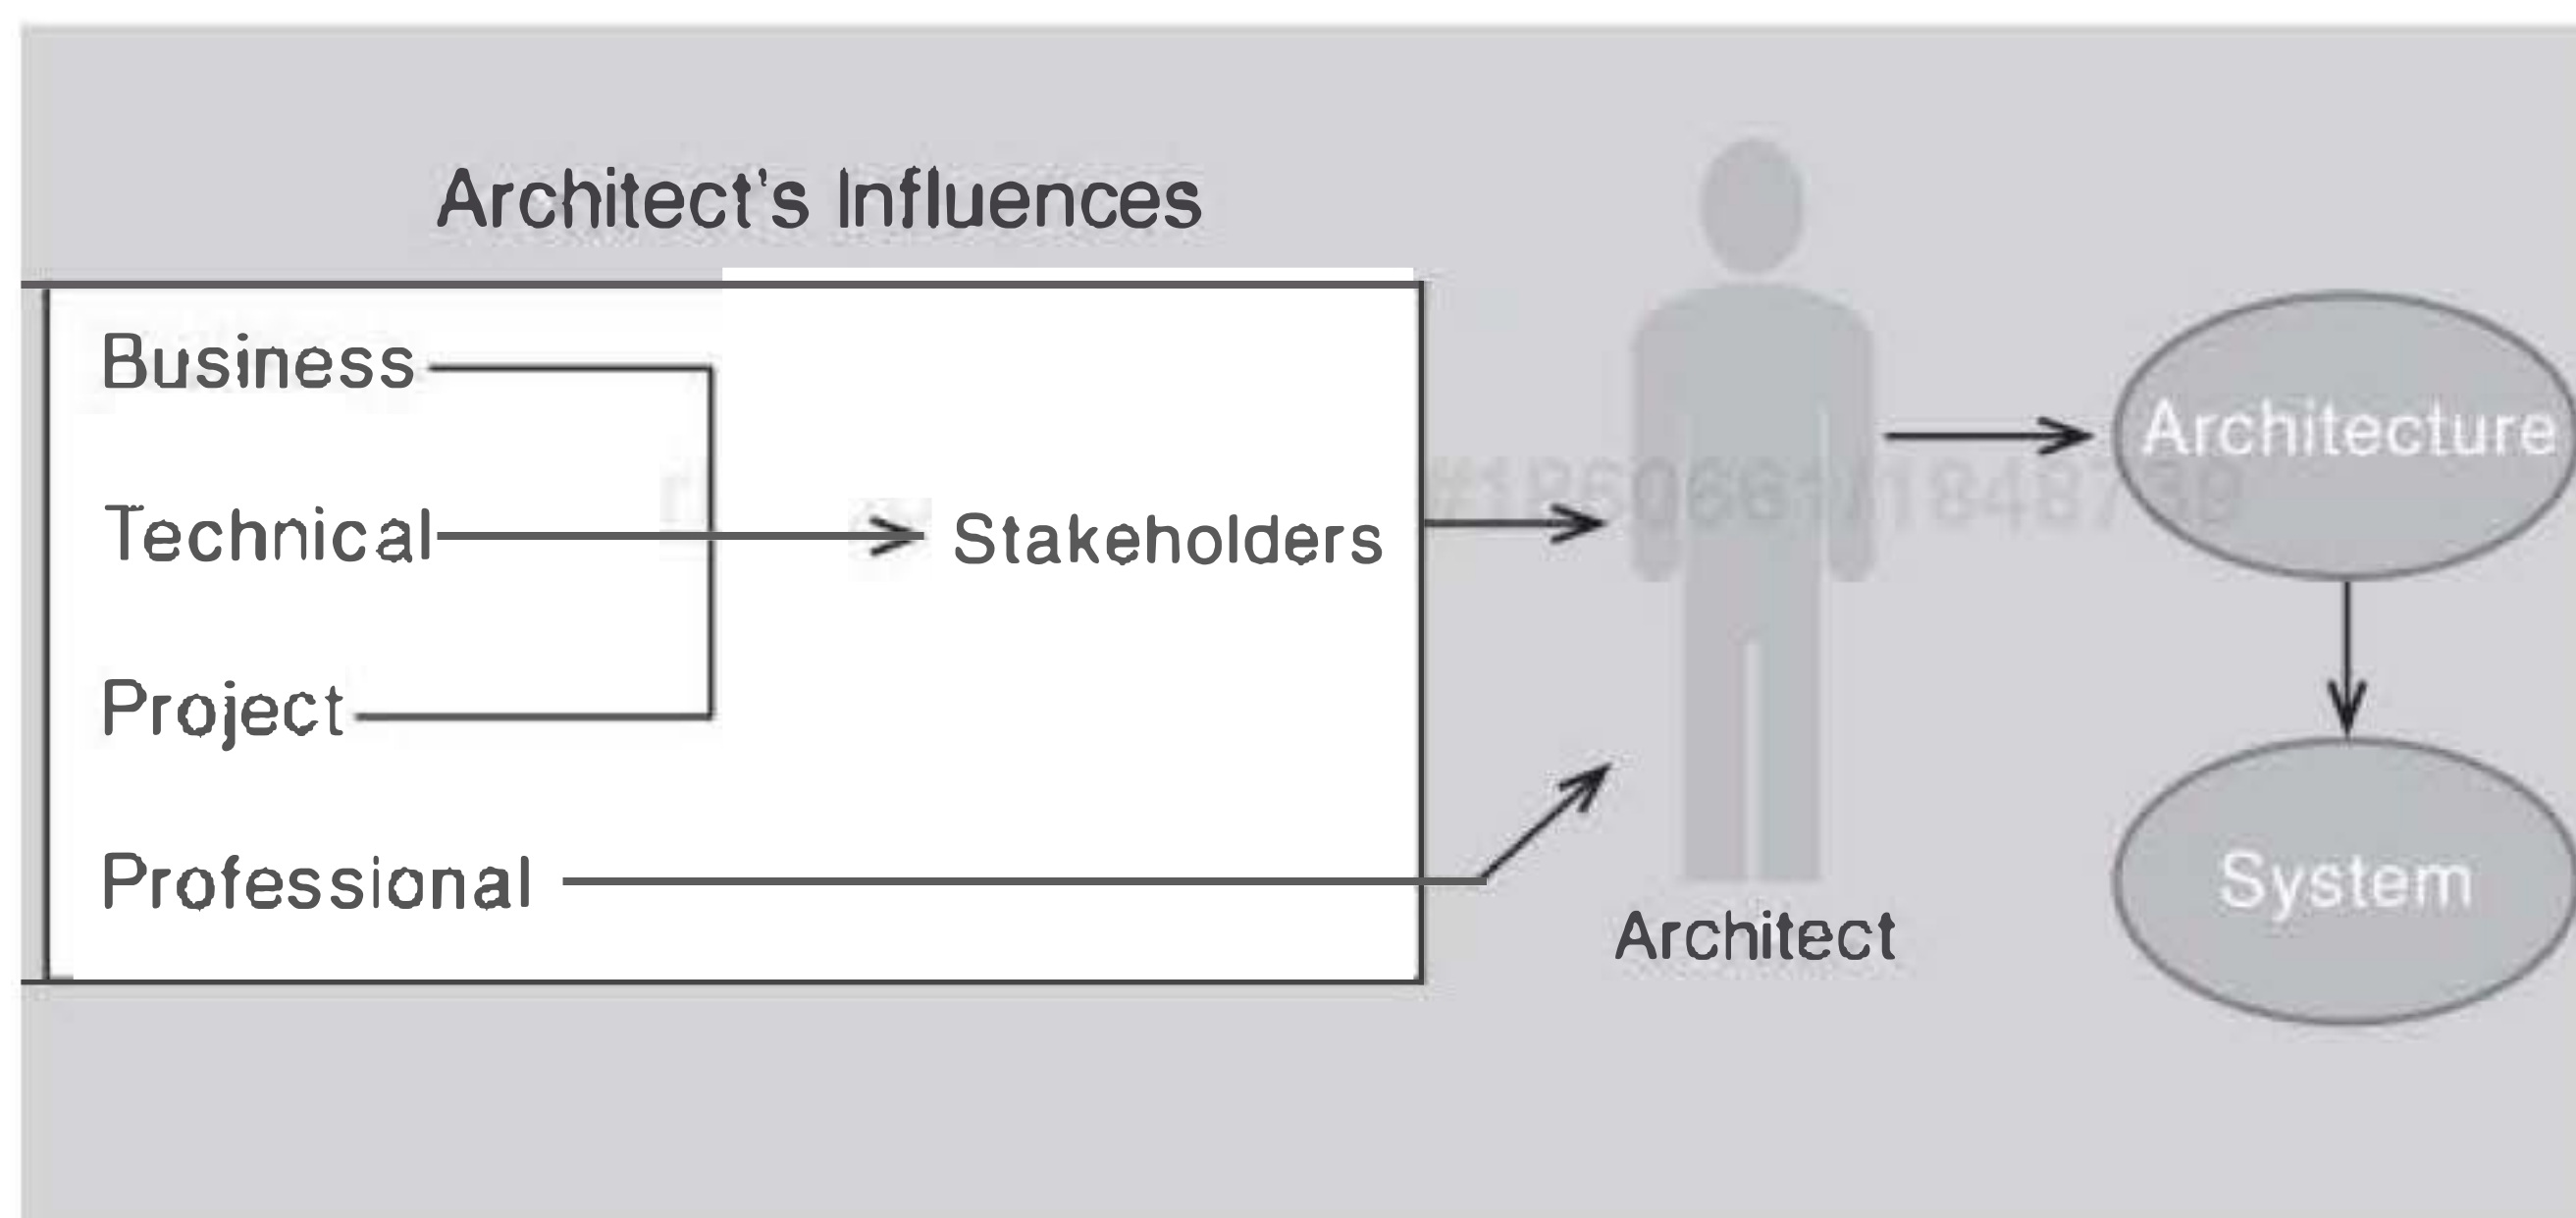 Architect's Influences
Business
Technical
Stakeholders
Project
Professional
Architect
Architecture
System